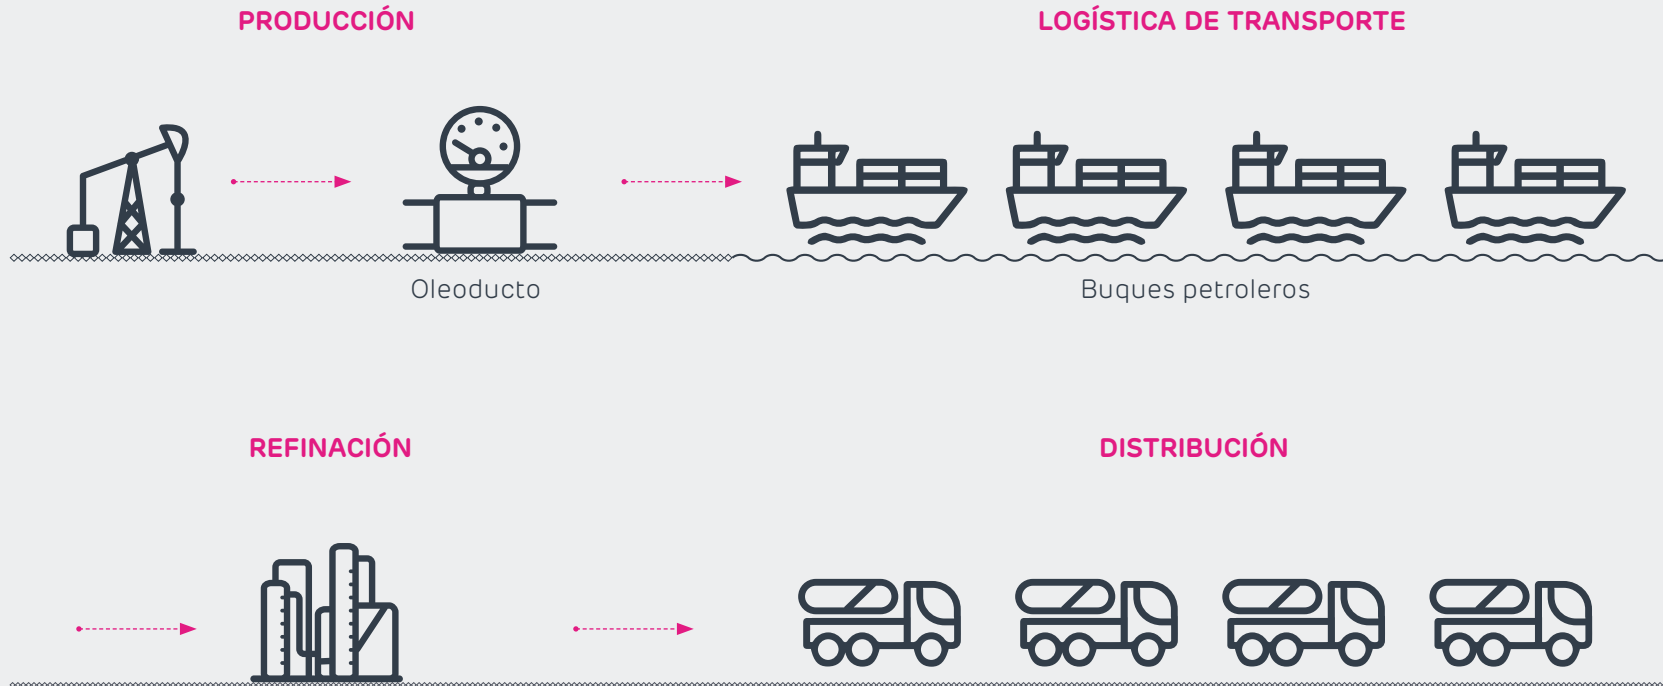 PRODUCCIÓN
LOGÍSTICA DE TRANSPORTE
Oleoducto
Buques petroleros
REFINACIÓN
DISTRIBUCIÓN